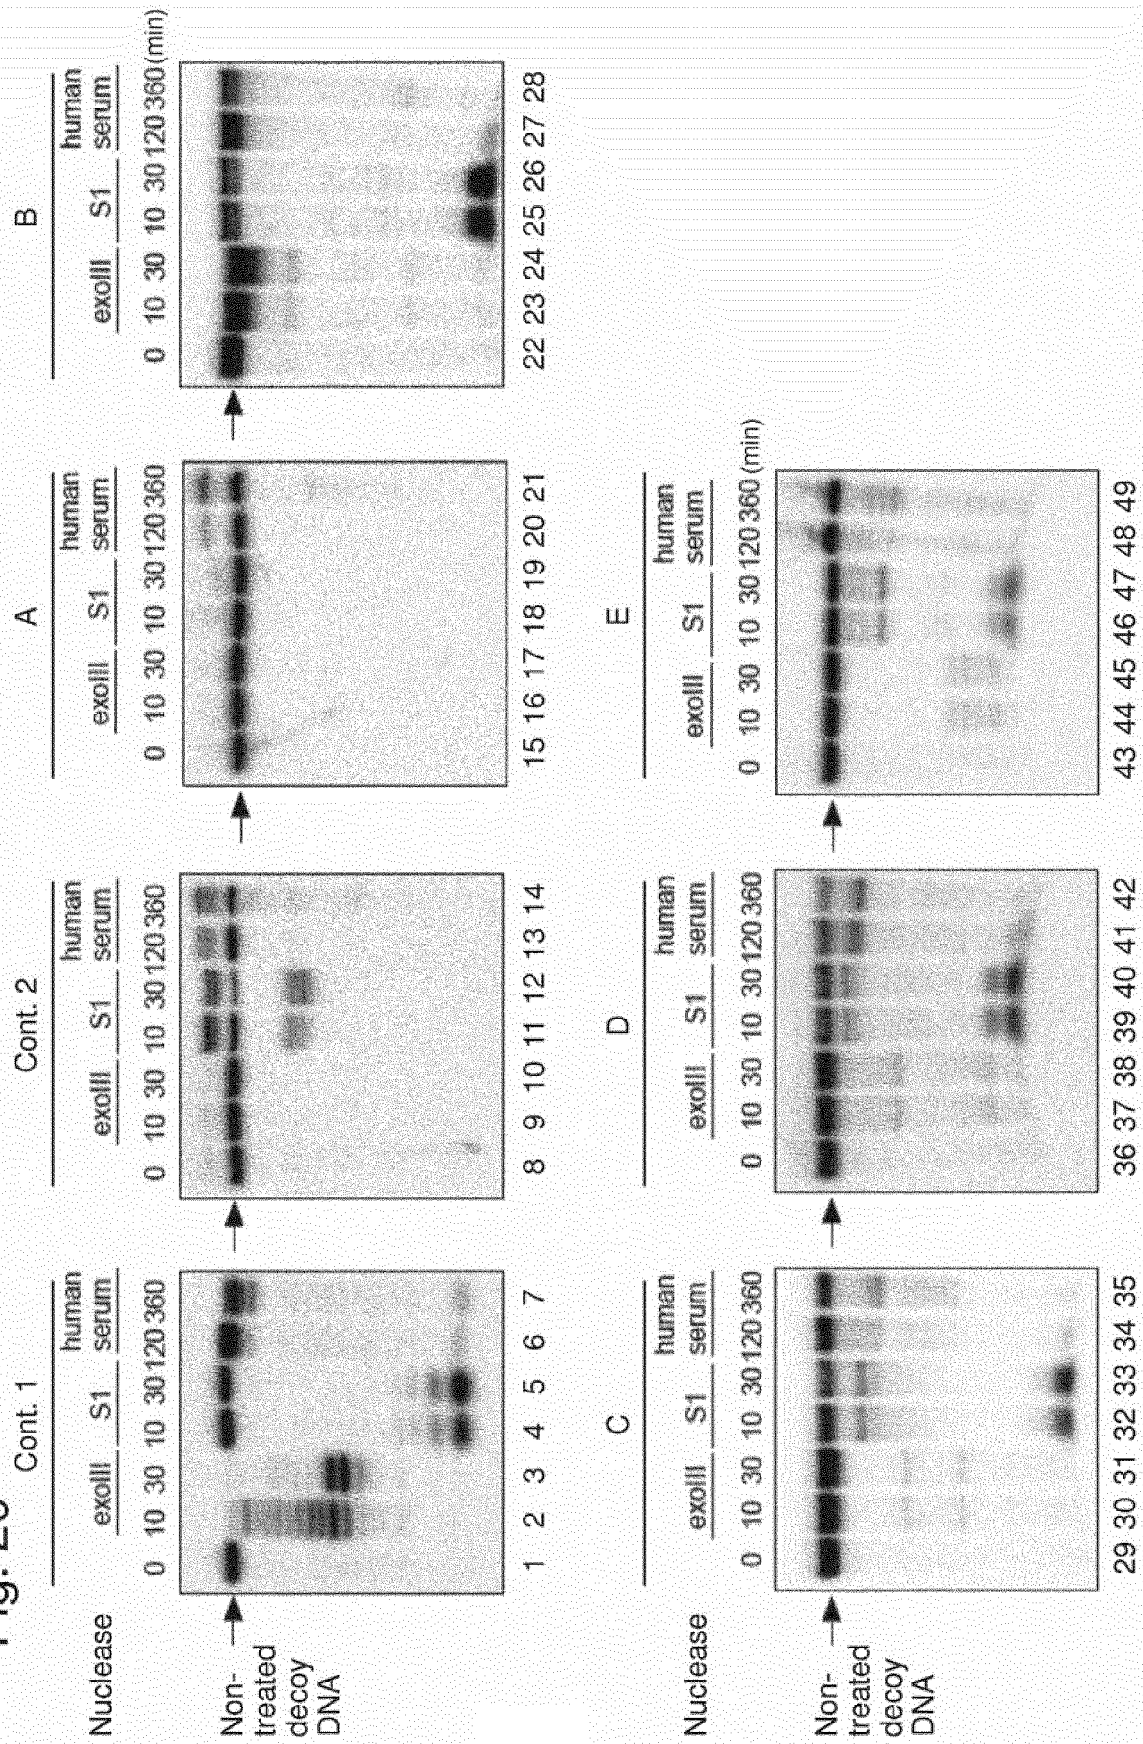 Cont. 1 Cont. 2 A B
Nuclease exoIII S1 human serum exoIII S1 human serum exoIII S1 human serum exoIII S1 human serum
0 10 30 10 30 120 360 0 10 30 10 30 120 360 0 10 30 10 30 120 360 0 10 30 10 30 120 360 (min)
Non-
treated
decoy
DNA
1 2 3 4 5 6 7 8 9 10 11 12 13 14 15 16 17 18 19 20 21 22 23 24 25 26 27 28
C D E
Nuclease exoIII S1 human serum exoIII S1 human serum exoIII S1 human serum
0 10 30 10 30 120 360 0 10 30 10 30 120 360 0 10 30 10 30 120 360 (min)
Non-
treated
decoy
DNA
29 30 31 32 33 34 35 36 37 38 39 40 41 42 43 44 45 46 47 48 49